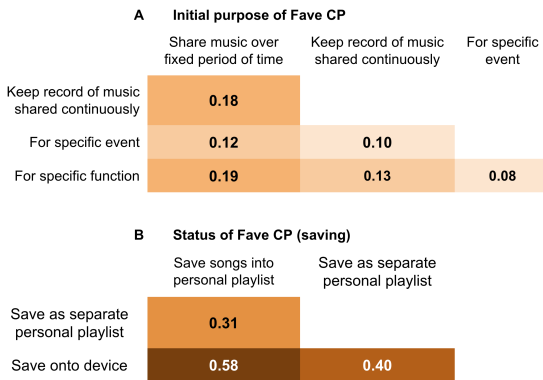 A Initial purpose of Fave CP
Share music over Keep record of music For specific
fixed period of time shared continuously event
Keep record of music
shared continuously
0.18
For specific event 0.12 0.10
For specific function 0.19 0.13 0.08
B Status of Fave CP (saving)
Save songs into Save as separate
personal playlist personal playlist
Save as separate
personal playlist
0.31
Save onto device 0.58 0.40